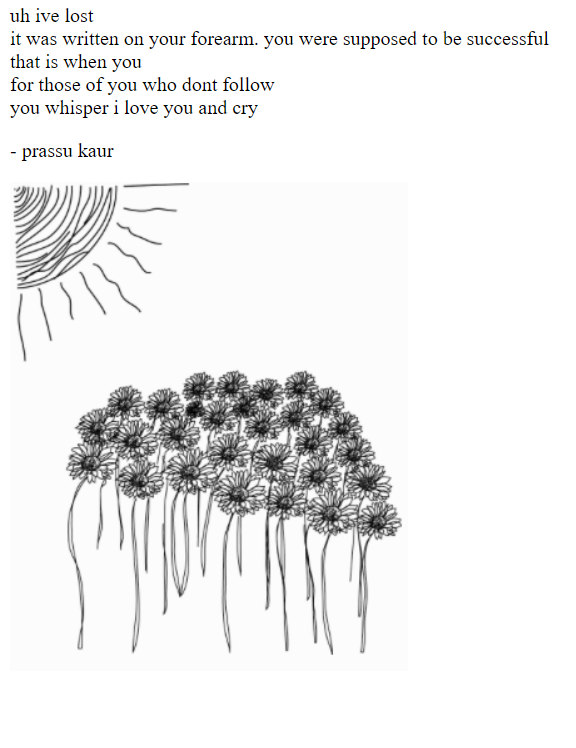 uh ive lost
it was written on your forearm. you were supposed to be successful
that is when you
for those of you who dont follow
you whisper i love you and cry
- prassu kaur